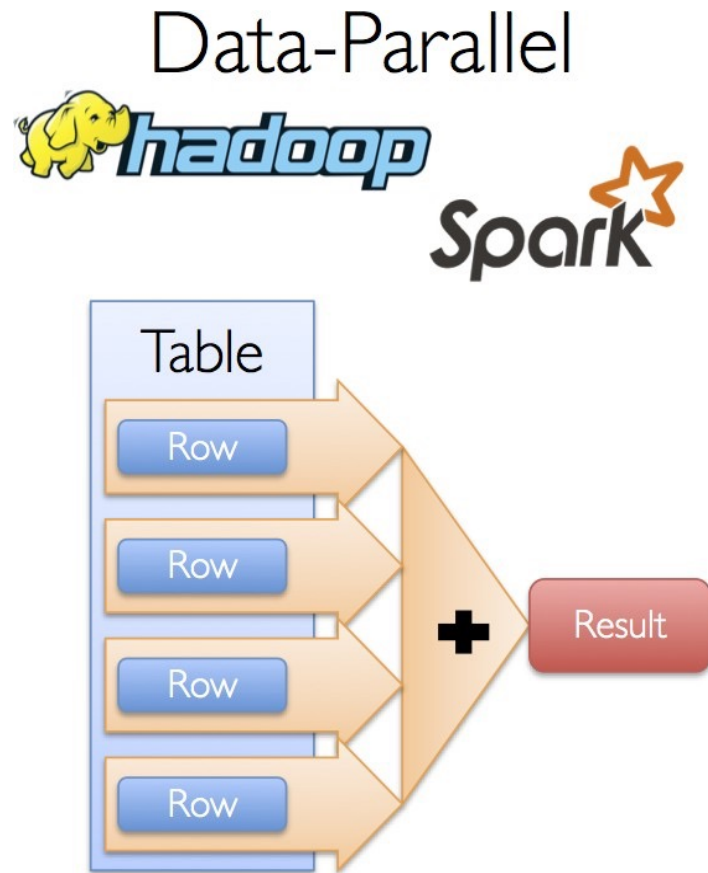 Data-Parallel
hadoop
Spark
Table
Row
Row
Row
Row
+
Result